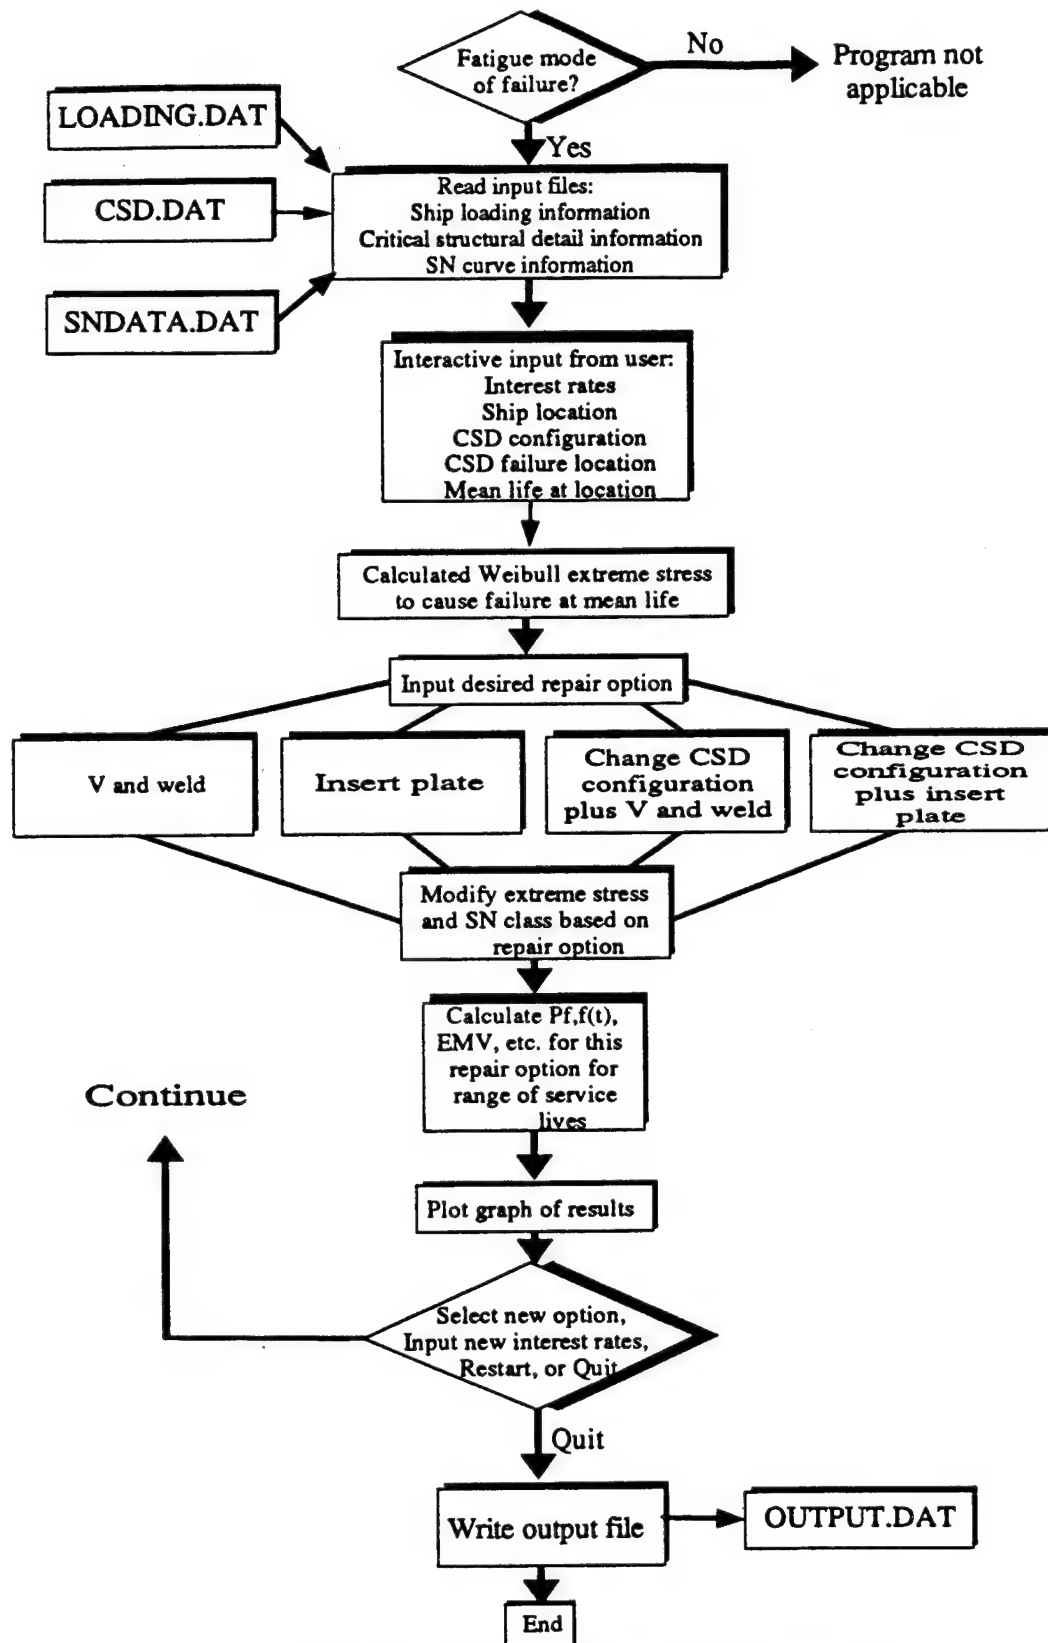 Fatigue mode
of failure?
No
Program not
applicable
LOADING.DAT
Yes
CSD.DAT
Read input files:
Ship loading information
Critical structural detail information
SN curve information
SNDATA.DAT
Interactive input from user:
Interest rates
Ship location
CSD configuration
CSD failure location
Mean life at location
Calculated Weibull extreme stress
to cause failure at mean life
Input desired repair option
V and weld
Insert plate
Change CSD
configuration
plus V and weld
Change CSD
configuration
plus insert
plate
Modify extreme stress
and SN class based on
repair option
Calculate Pf,f(t),
EMV, etc. for this
repair option for
range of service
lives
Continue
Plot graph of results
Select new option,
Input new interest rates,
Restart, or Quit
Quit
Write output file
OUTPUT.DAT
End